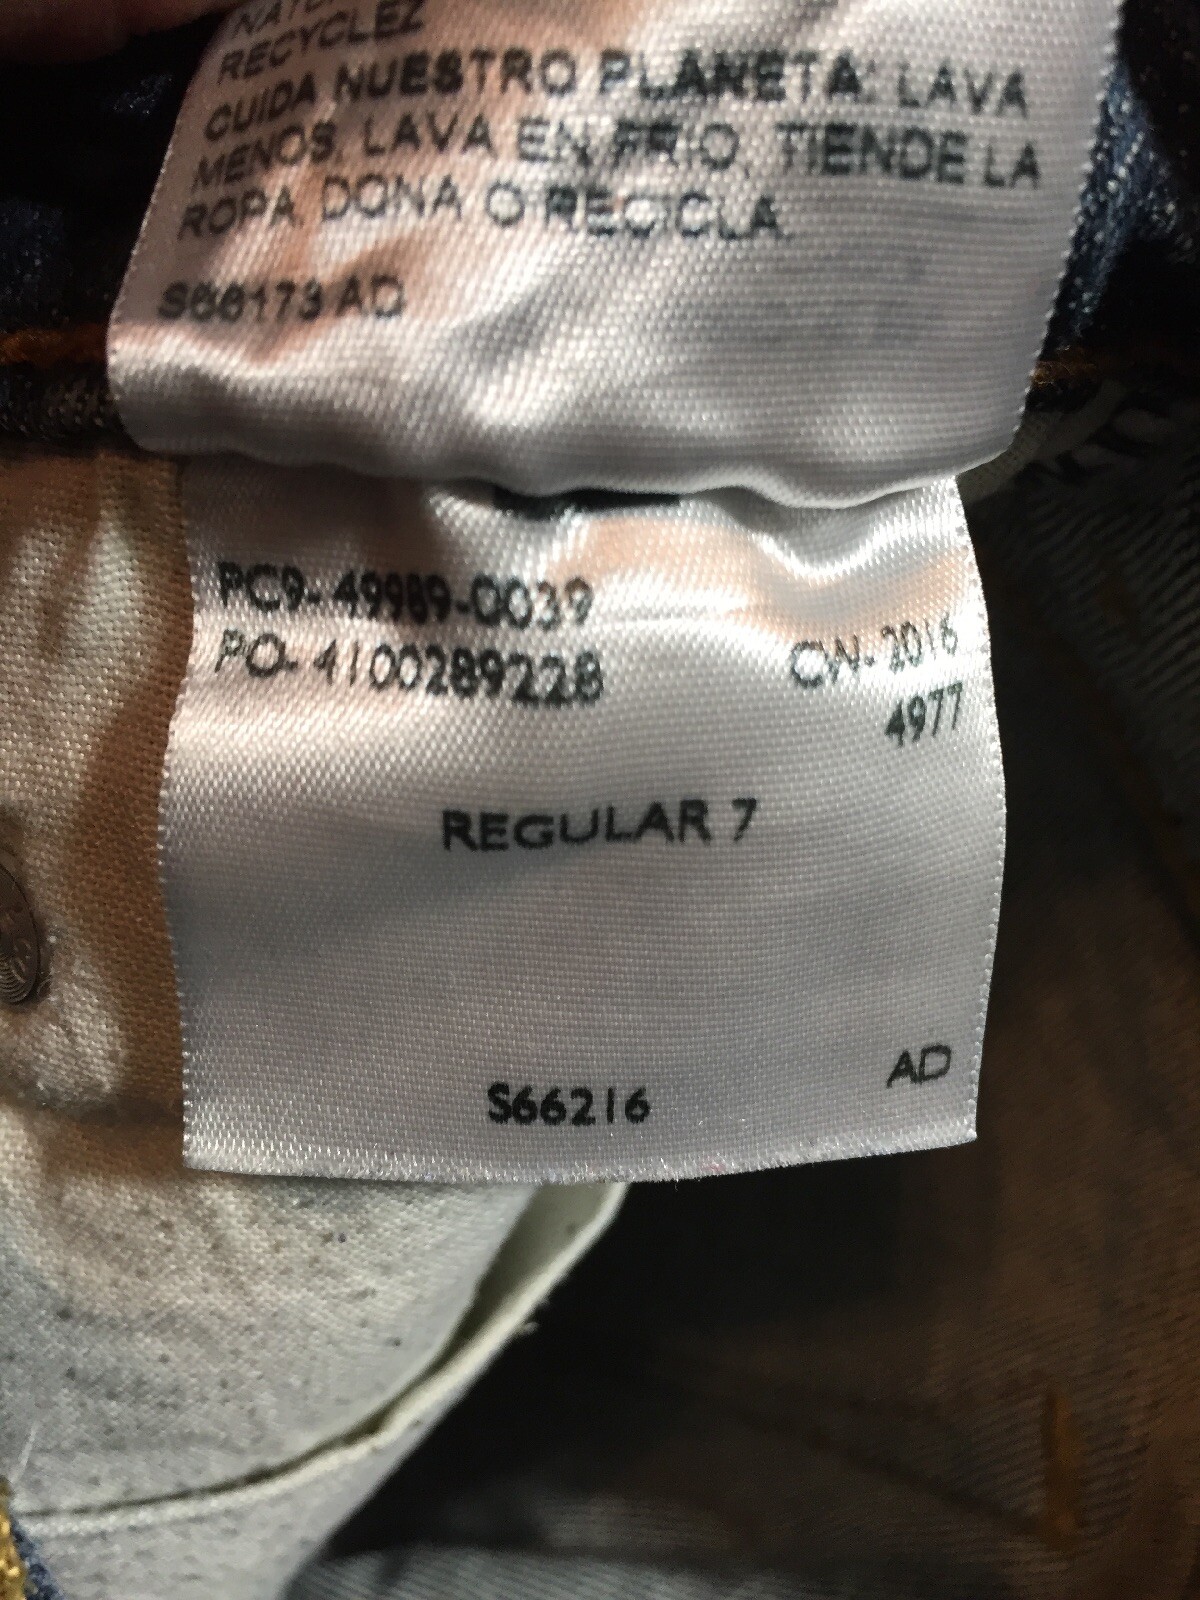 RECYCLEZ
CUIDA NUESTRO PLANETA: LAVA
MENOS, LAVA EN FRIO, TIENDE LA
ROPA, DONA O RECICLA.
S66173 AD
PC9- 49989-0039
PO- 4100289228
CW- 2016
4977
REGULAR 7
AD
S66216